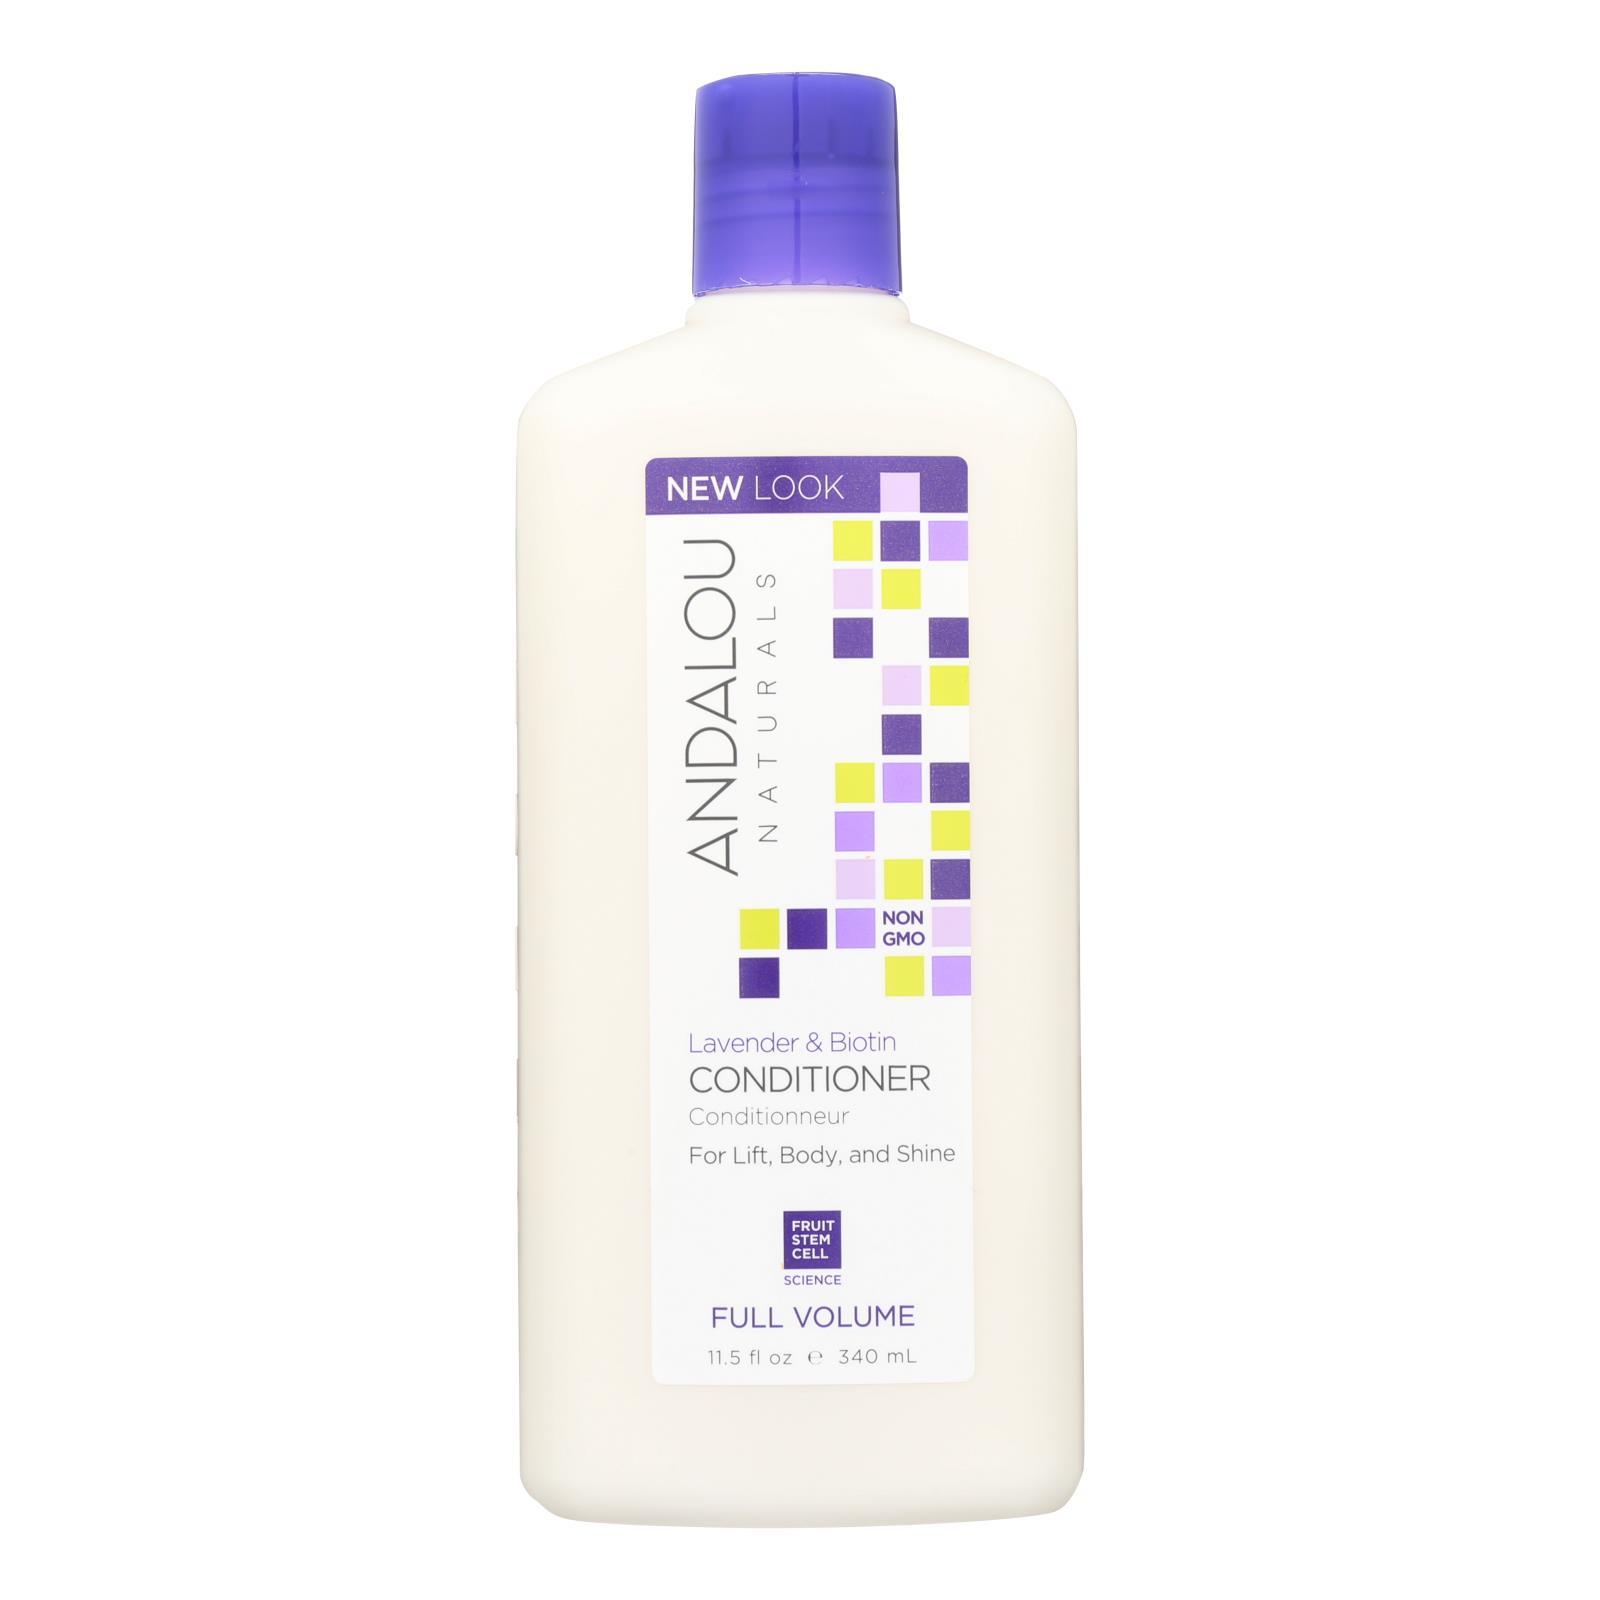 NEW LOOK
ANDALOU
NATURALS
NON
GMO
Lavender & Biotin
CONDITIONER
Conditionneur
For Lift, Body, and Shine
FRUIT
STEM
CELL
SCIENCE
FULL VOLUME
11.5 fl oz ℮ 340 mL